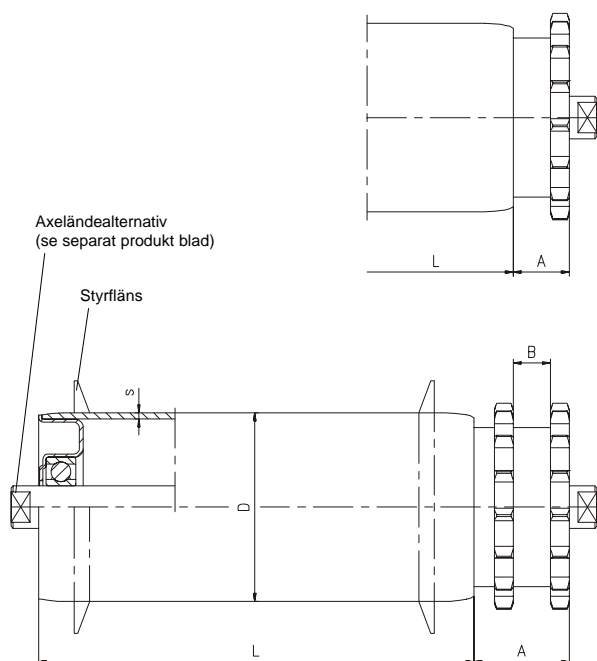 L
A
Axeländealternativ
(se separat produkt blad)
Styrfläns
B
s
D
L
A